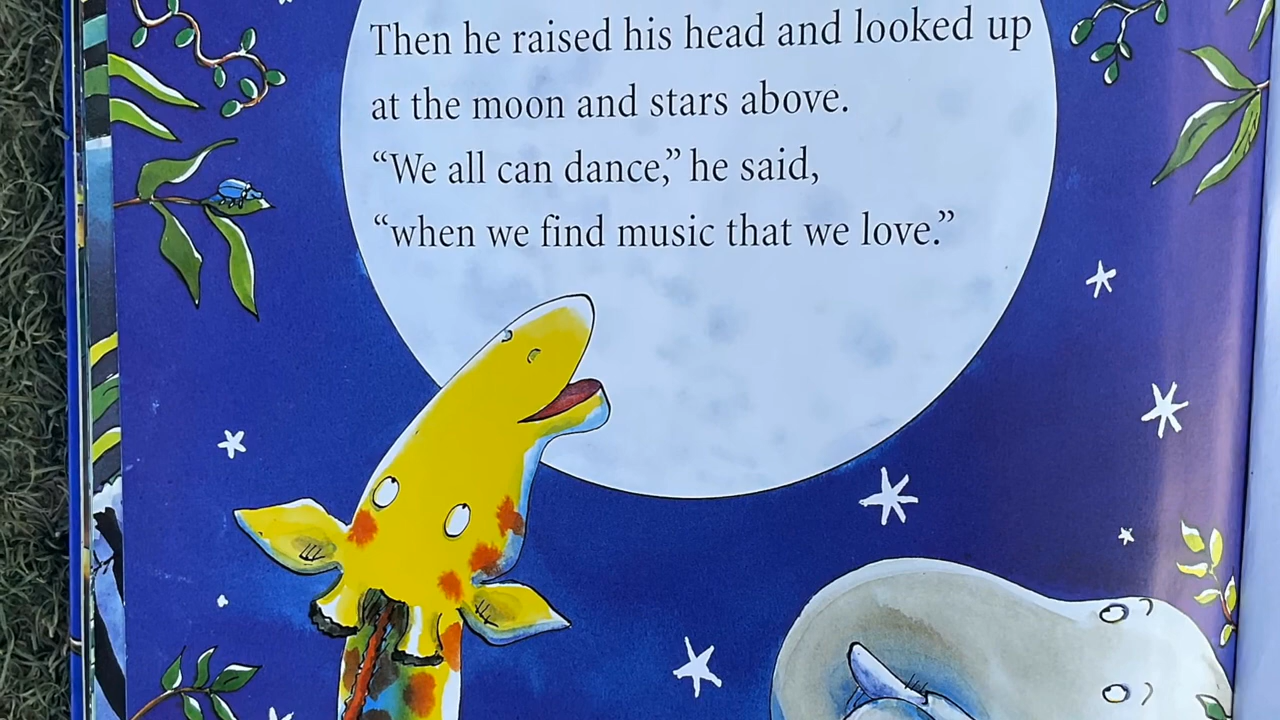 Then he raised his head and looked up
at the moon and stars above.
“We all can dance,” he said,
“when we find music that we love.”